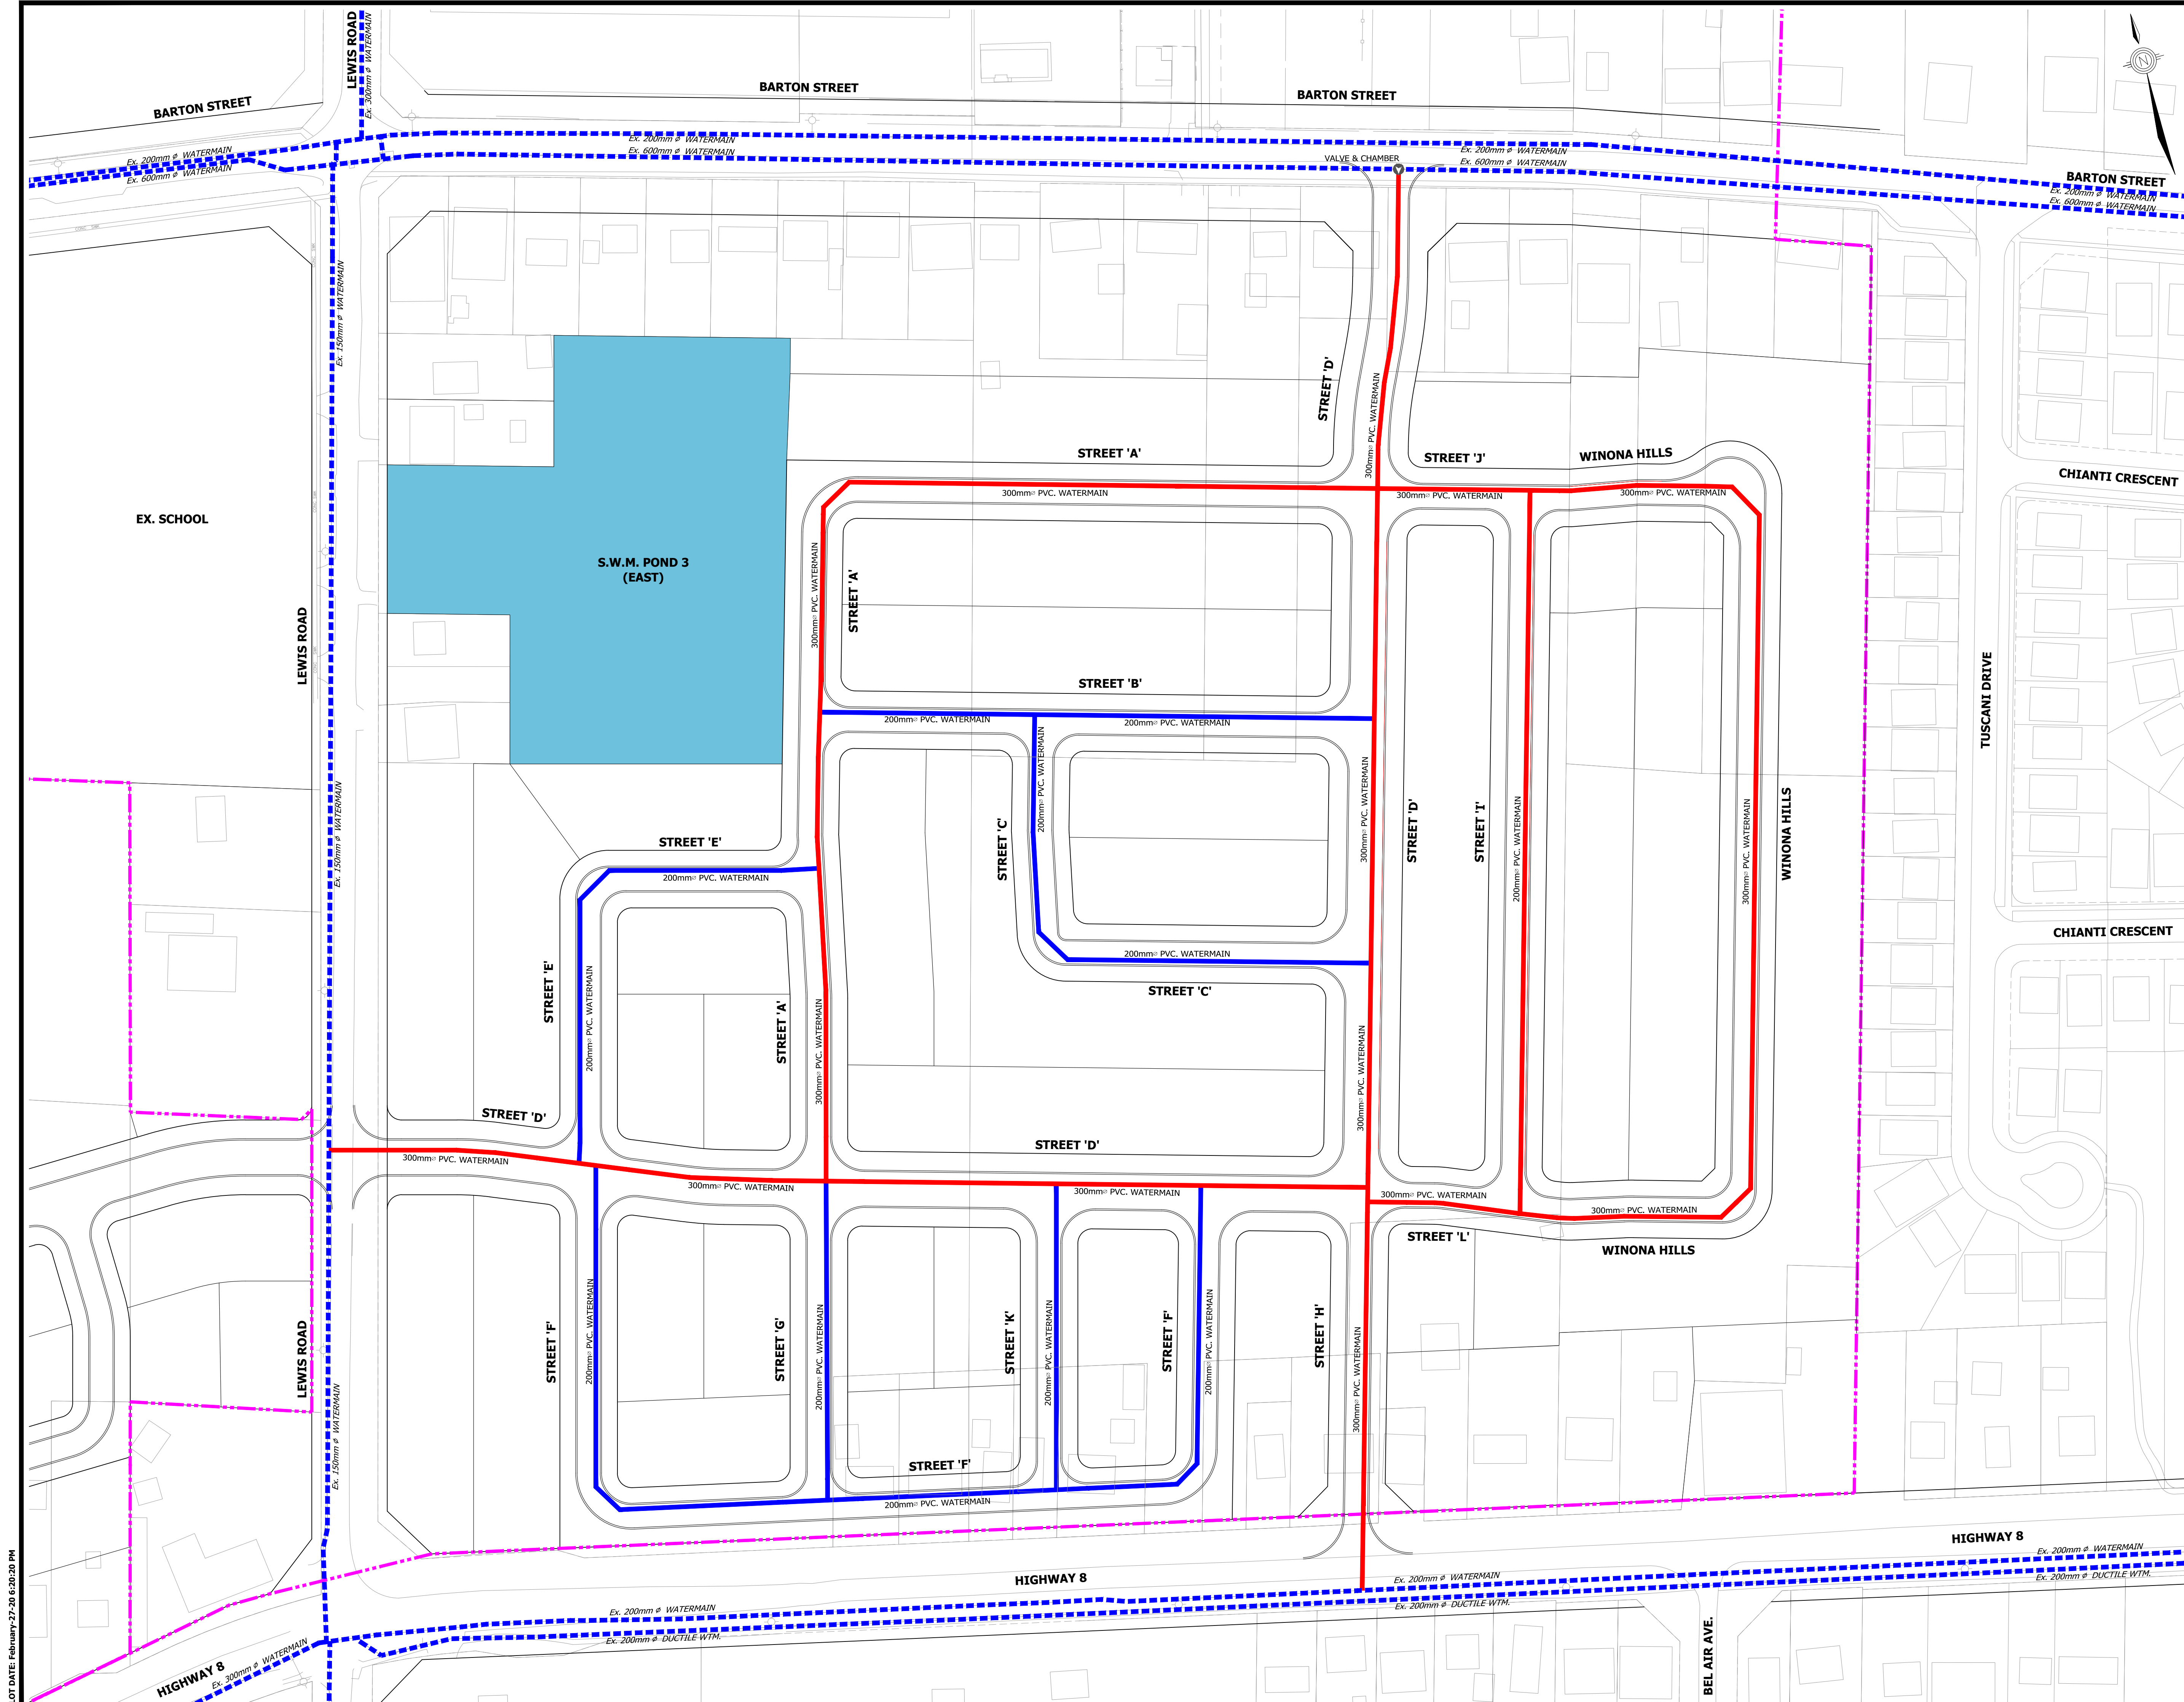 LEWIS ROAD
Ex. 300mm ⌀ WATERMAIN
BARTON STREET
BARTON STREET
BARTON STREET
Ex. 200mm ⌀ WATERMAIN
Ex. 600mm ⌀ WATERMAIN
Ex. 200mm ⌀ WATERMAIN
Ex. 600mm ⌀ WATERMAIN
VALVE & CHAMBER
Ex. 200mm ⌀ WATERMAIN
Ex. 600mm ⌀ WATERMAIN
BARTON STREET
Ex. 200mm ⌀ WATERMAIN
Ex. 600mm ⌀ WATERMAIN
N
Ex. 150mm ⌀ WATERMAIN
STREET 'D'
300mm⌀ PVC. WATERMAIN
STREET 'A'
STREET 'J'
WINONA HILLS
CHIANTI CRESCENT
300mm⌀ PVC. WATERMAIN
300mm⌀ PVC. WATERMAIN
300mm⌀ PVC. WATERMAIN
EX. SCHOOL
S.W.M. POND 3
(EAST)
300mm⌀ PVC. WATERMAIN
STREET 'A'
LEWIS ROAD
STREET 'B'
200mm⌀ PVC. WATERMAIN
200mm⌀ PVC. WATERMAIN
TUSCANI DRIVE
200mm⌀ PVC. WATERMAIN
300mm⌀ PVC. WATERMAIN
Ex. 150mm ⌀ WATERMAIN
STREET 'E'
200mm⌀ PVC. WATERMAIN
STREET 'C'
STREET 'D'
STREET 'I'
200mm⌀ PVC. WATERMAIN
300mm⌀ PVC. WATERMAIN
WINONA HILLS
CHIANTI CRESCENT
200mm⌀ PVC. WATERMAIN
STREET 'C'
STREET 'E'
200mm⌀ PVC. WATERMAIN
STREET 'A'
300mm⌀ PVC. WATERMAIN
300mm⌀ PVC. WATERMAIN
STREET 'D'
STREET 'D'
300mm⌀ PVC. WATERMAIN
300mm⌀ PVC. WATERMAIN
300mm⌀ PVC. WATERMAIN
300mm⌀ PVC. WATERMAIN
300mm⌀ PVC. WATERMAIN
STREET 'L'
WINONA HILLS
LEWIS ROAD
Ex. 150mm ⌀ WATERMAIN
STREET 'F'
200mm⌀ PVC. WATERMAIN
STREET 'G'
200mm⌀ PVC. WATERMAIN
STREET 'K'
200mm⌀ PVC. WATERMAIN
STREET 'F'
200mm⌀ PVC. WATERMAIN
STREET 'H'
300mm⌀ PVC. WATERMAIN
STREET 'F'
200mm⌀ PVC. WATERMAIN
HIGHWAY 8
Ex. 200mm ⌀ WATERMAIN
Ex. 200mm ⌀ DUCTILE WTM.
HIGHWAY 8
Ex. 200mm ⌀ WATERMAIN
Ex. 200mm ⌀ DUCTILE WTM.
Ex. 200mm ⌀ WATERMAIN
Ex. 200mm ⌀ DUCTILE WTM.
HIGHWAY 8
Ex. 300mm ⌀ WATERMAIN
BEL AIR AVE.
LOT DATE: February-27-20 6:20:20 PM